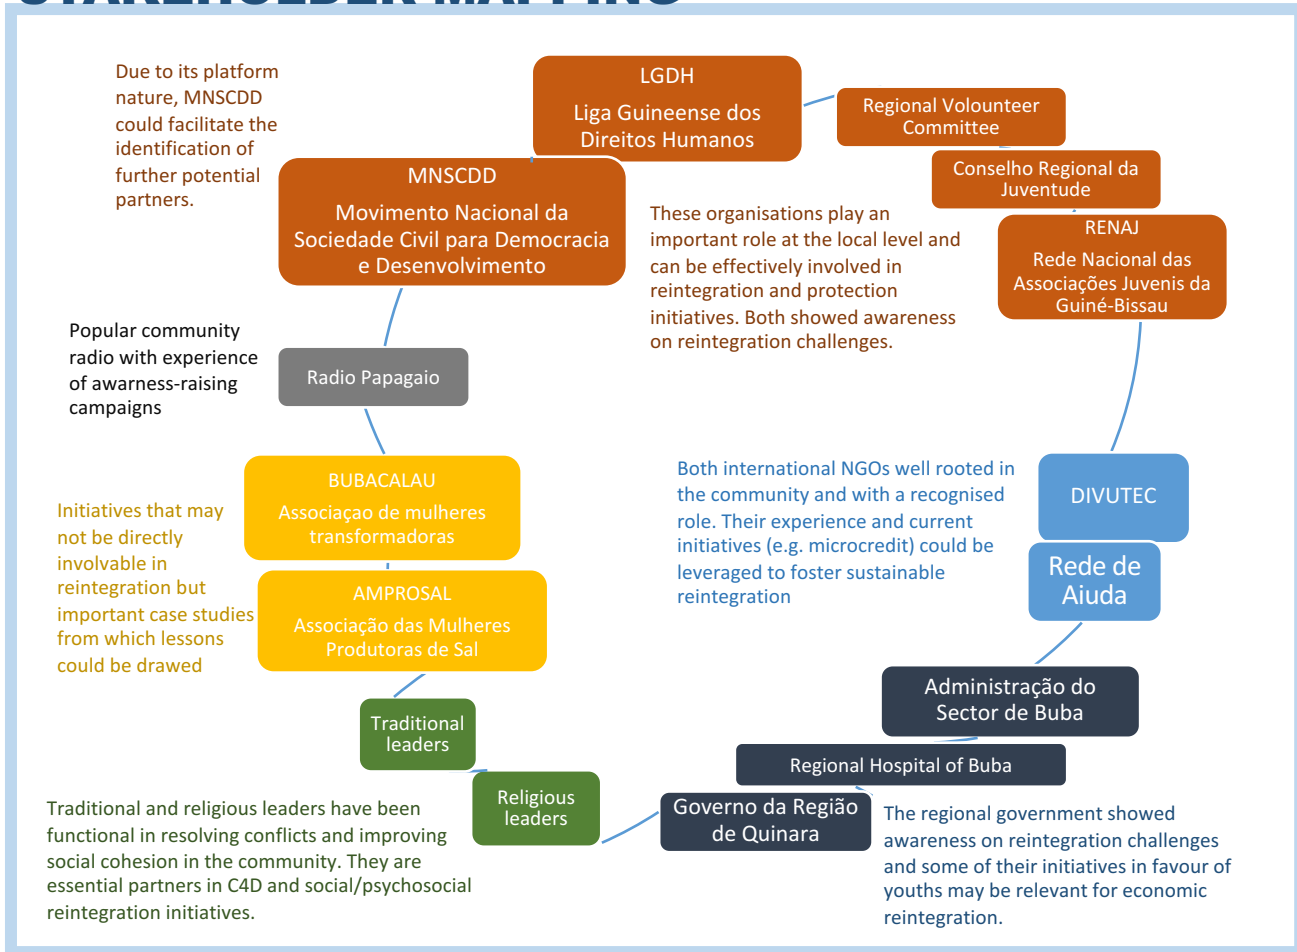 STAKEHOLDER MAPPING
Due to its platform
nature, MNSCDD
could facilitate the
identification of
further potential
partners.
LGDH
Liga Guineense dos
Direitos Humanos
Regional Volounteer
Committee
Conselho Regional da
Juventude
MNSCDD
Movimento Nacional da
Sociedade Civil para Democracia
e Desenvolvimento
These organisations play an
important role at the local level and
can be effectively involved in
reintegration and protection
initiatives. Both showed awareness
on reintegration challenges.
RENAJ
Rede Nacional das
Associações Juvenis da
Guiné-Bissau
Popular community
radio with experience
of awarness-raising
campaigns
Radio Papagaio
BUBACALAU
Associaçao de mulheres
transformadoras
Both international NGOs well rooted in
the community and with a recognised
role. Their experience and current
initiatives (e.g. microcredit) could be
leveraged to foster sustainable
reintegration
DIVUTEC
Rede de
Aiuda
Initiatives that may
not be directly
involvable in
reintegration but
important case studies
from which lessons
could be drawed
AMPROSAL
Associação das Mulheres
Produtoras de Sal
Administração do
Sector de Buba
Traditional
leaders
Regional Hospital of Buba
Religious
leaders
Governo da Região
de Quinara
Traditional and religious leaders have been
functional in resolving conflicts and improving
social cohesion in the community. They are
essential partners in C4D and social/psychosocial
reintegration initiatives.
The regional government showed
awareness on reintegration challenges
and some of their initiatives in favour of
youths may be relevant for economic
reintegration.